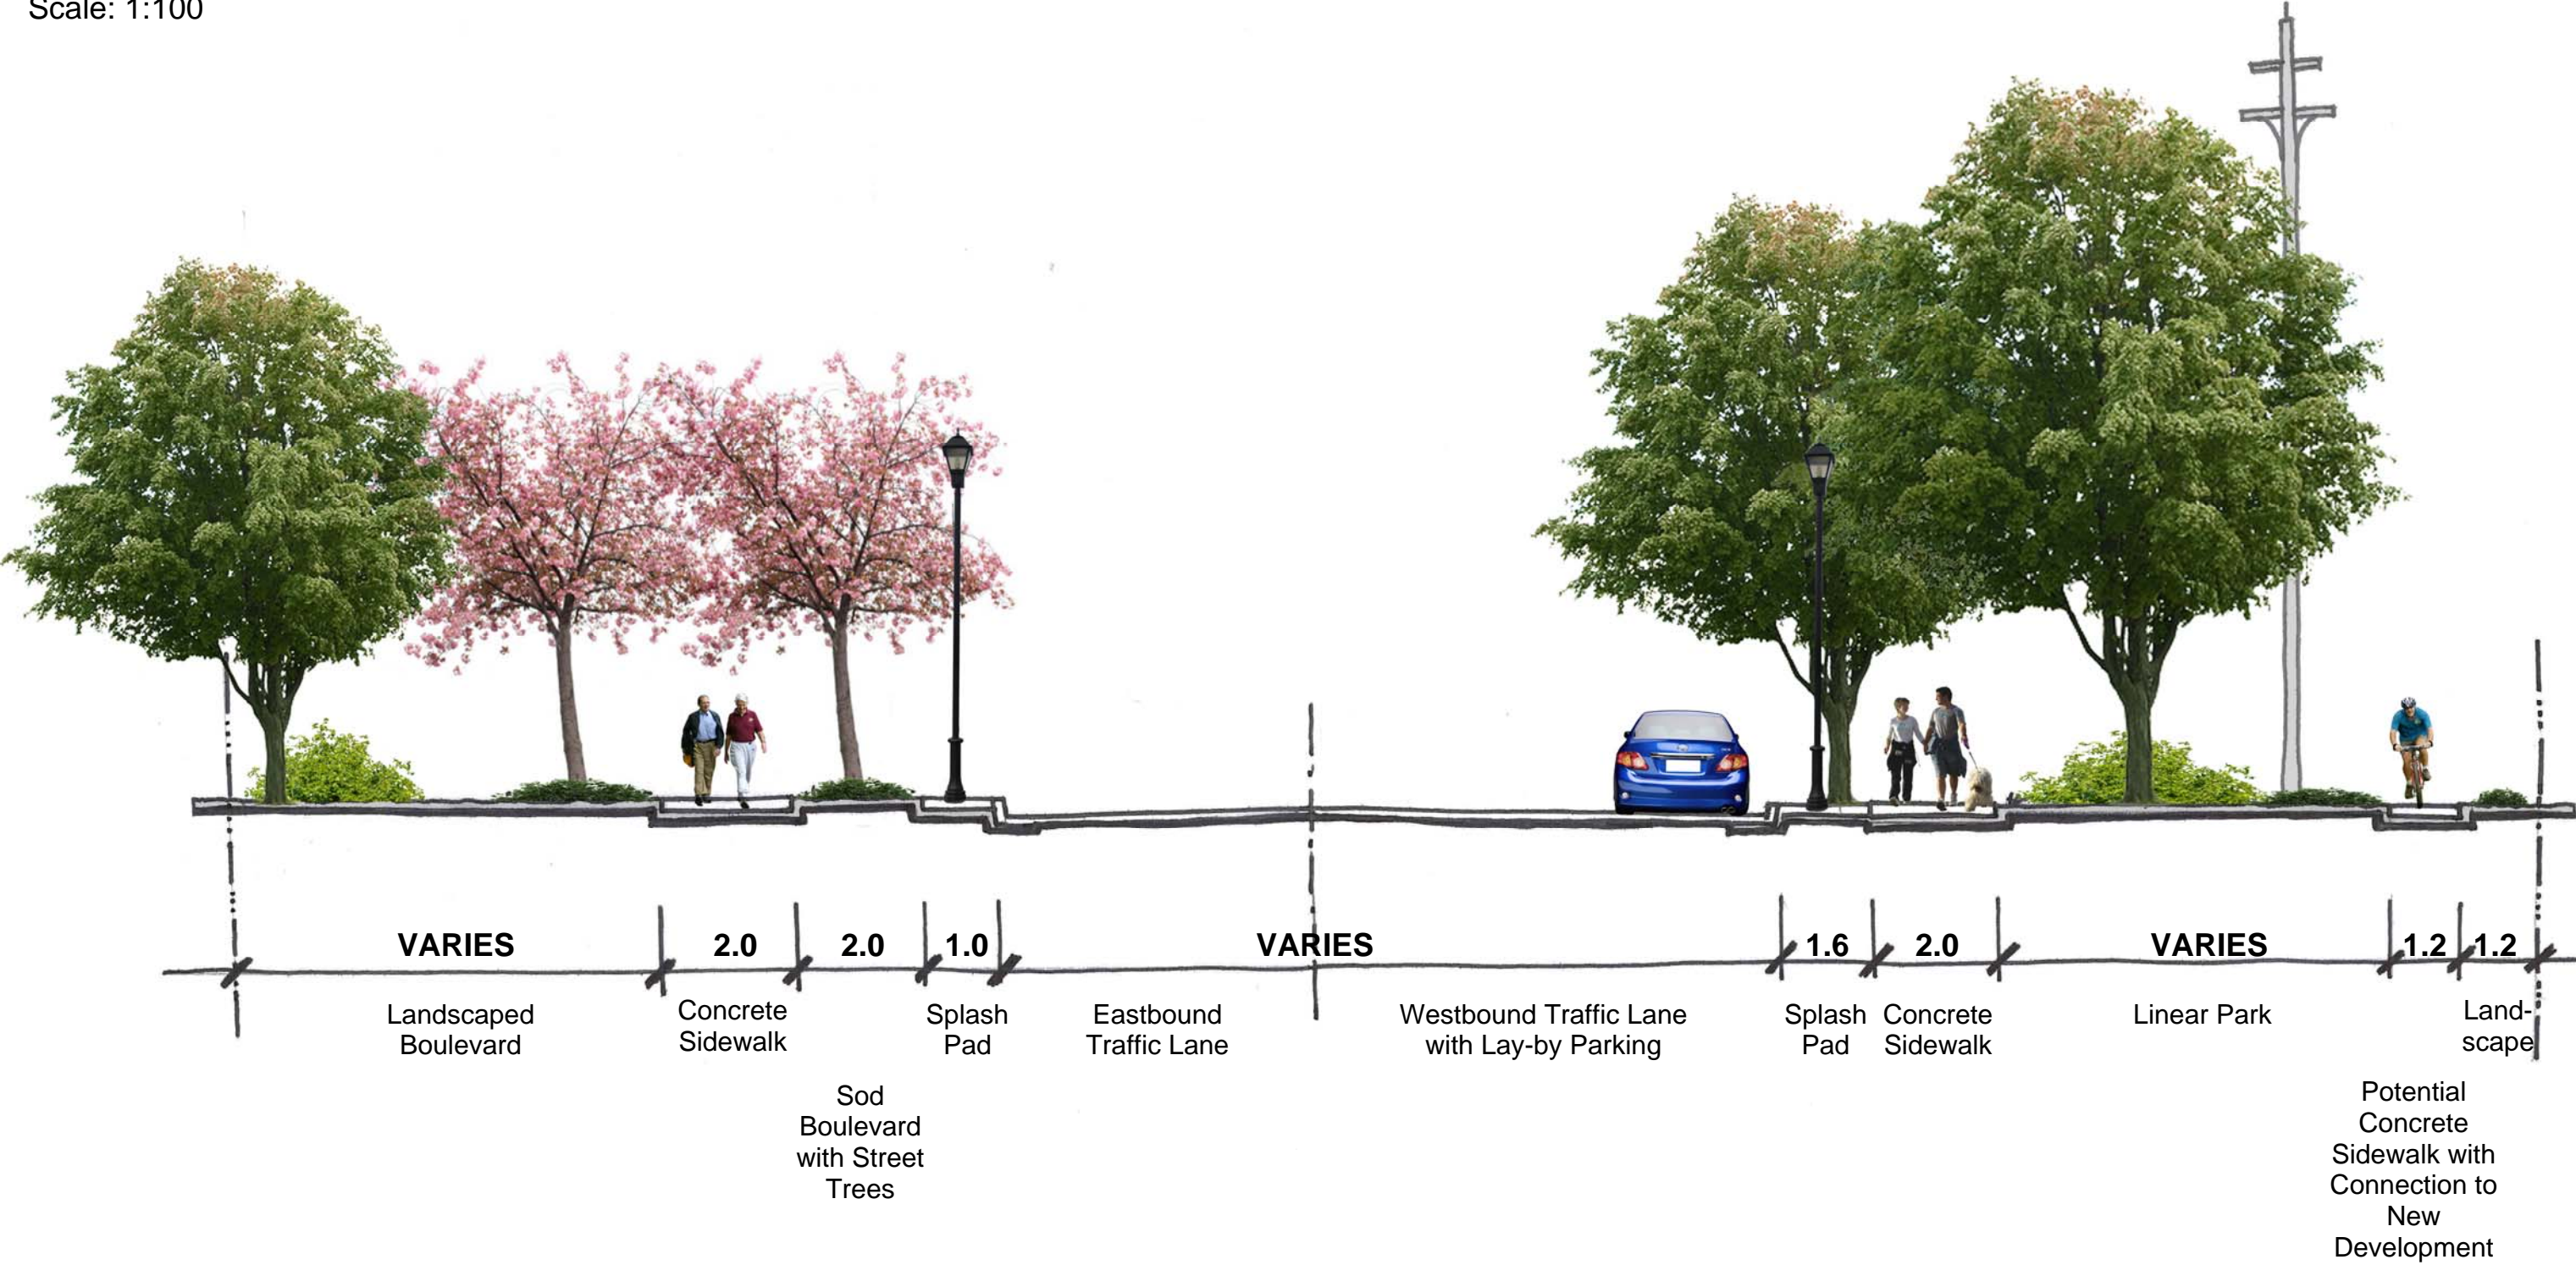 Scale: 1:100
VARIES
2.0
2.0
1.0
VARIES
1.6
2.0
VARIES
1.2
1.2
Landscaped
Boulevard
Concrete
Sidewalk
Sod
Boulevard
with Street
Trees
Splash
Pad
Eastbound
Traffic Lane
Westbound Traffic Lane
with Lay-by Parking
Splash
Pad
Concrete
Sidewalk
Linear Park
Potential
Concrete
Sidewalk with
Connection to
New
Development
Land-
scape